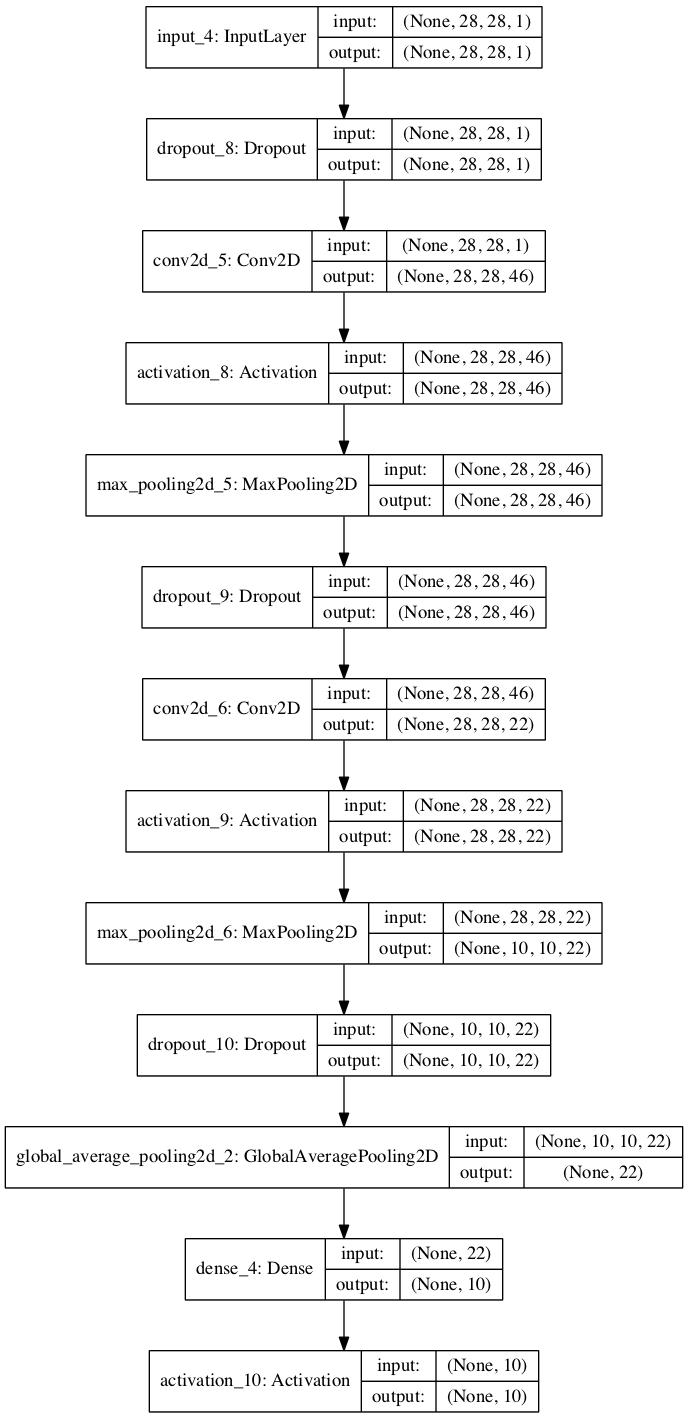 input_4: InputLayer
input: (None, 28, 28, 1)
output: (None, 28, 28, 1)
dropout_8: Dropout
input: (None, 28, 28, 1)
output: (None, 28, 28, 1)
conv2d_5: Conv2D
input: (None, 28, 28, 1)
output: (None, 28, 28, 46)
activation_8: Activation
input: (None, 28, 28, 46)
output: (None, 28, 28, 46)
max_pooling2d_5: MaxPooling2D
input: (None, 28, 28, 46)
output: (None, 28, 28, 46)
dropout_9: Dropout
input: (None, 28, 28, 46)
output: (None, 28, 28, 46)
conv2d_6: Conv2D
input: (None, 28, 28, 46)
output: (None, 28, 28, 22)
activation_9: Activation
input: (None, 28, 28, 22)
output: (None, 28, 28, 22)
max_pooling2d_6: MaxPooling2D
input: (None, 28, 28, 22)
output: (None, 10, 10, 22)
dropout_10: Dropout
input: (None, 10, 10, 22)
output: (None, 10, 10, 22)
global_average_pooling2d_2: GlobalAveragePooling2D
input: (None, 10, 10, 22)
output: (None, 22)
dense_4: Dense
input: (None, 22)
output: (None, 10)
activation_10: Activation
input: (None, 10)
output: (None, 10)